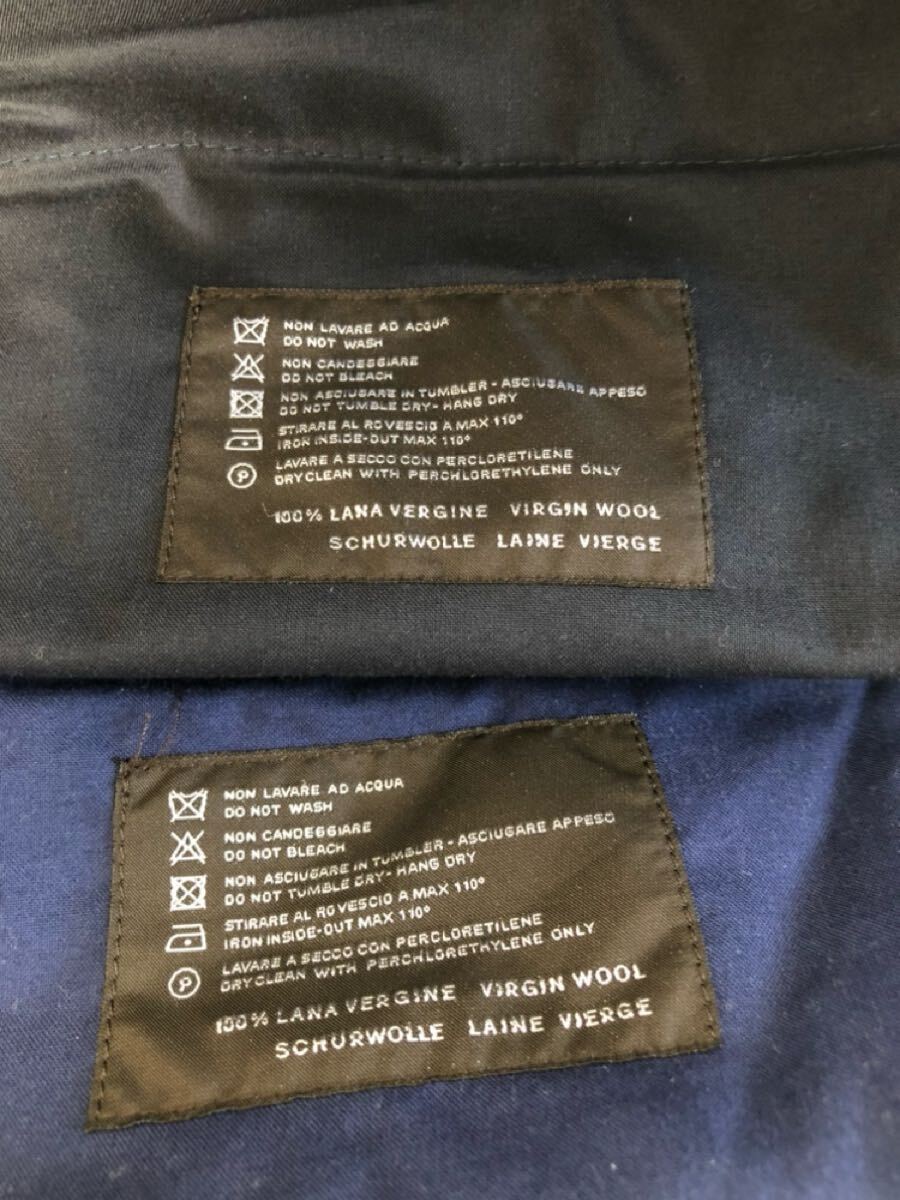 NON LAVARE AD ACQUA
DO NOT WASH
NON CANDEGGIARE
DO NOT BLEACH
NON ASCIUGARE IN TUMBLER - ASCIUGARE APPESO
DO NOT TUMBLE DRY - HANG DRY
STIRARE AL ROVESCIO A MAX 110°
IRON INSIDE-OUT MAX 110°
P
LAVARE A SECCO CON PERCLORETILENE
DRYCLEAN WITH PERCHLORETHYLENE ONLY
100% LANA VERGINE VIRGIN WOOL
SCHURWOLLE LAINE VIERGE
NON LAVARE AD ACQUA
DO NOT WASH
NON CANDEGGIARE
DO NOT BLEACH
NON ASCIUGARE IN TUMBLER - ASCIUGARE APPESO
DO NOT TUMBLE DRY - HANG DRY
STIRARE AL ROVESCIO A MAX 110°
IRON INSIDE-OUT MAX 110°
P
LAVARE A SECCO CON PERCLORETILENE
DRYCLEAN WITH PERCHLORETHYLENE ONLY
100% LANA VERGINE VIRGIN WOOL
SCHURWOLLE LAINE VIERGE